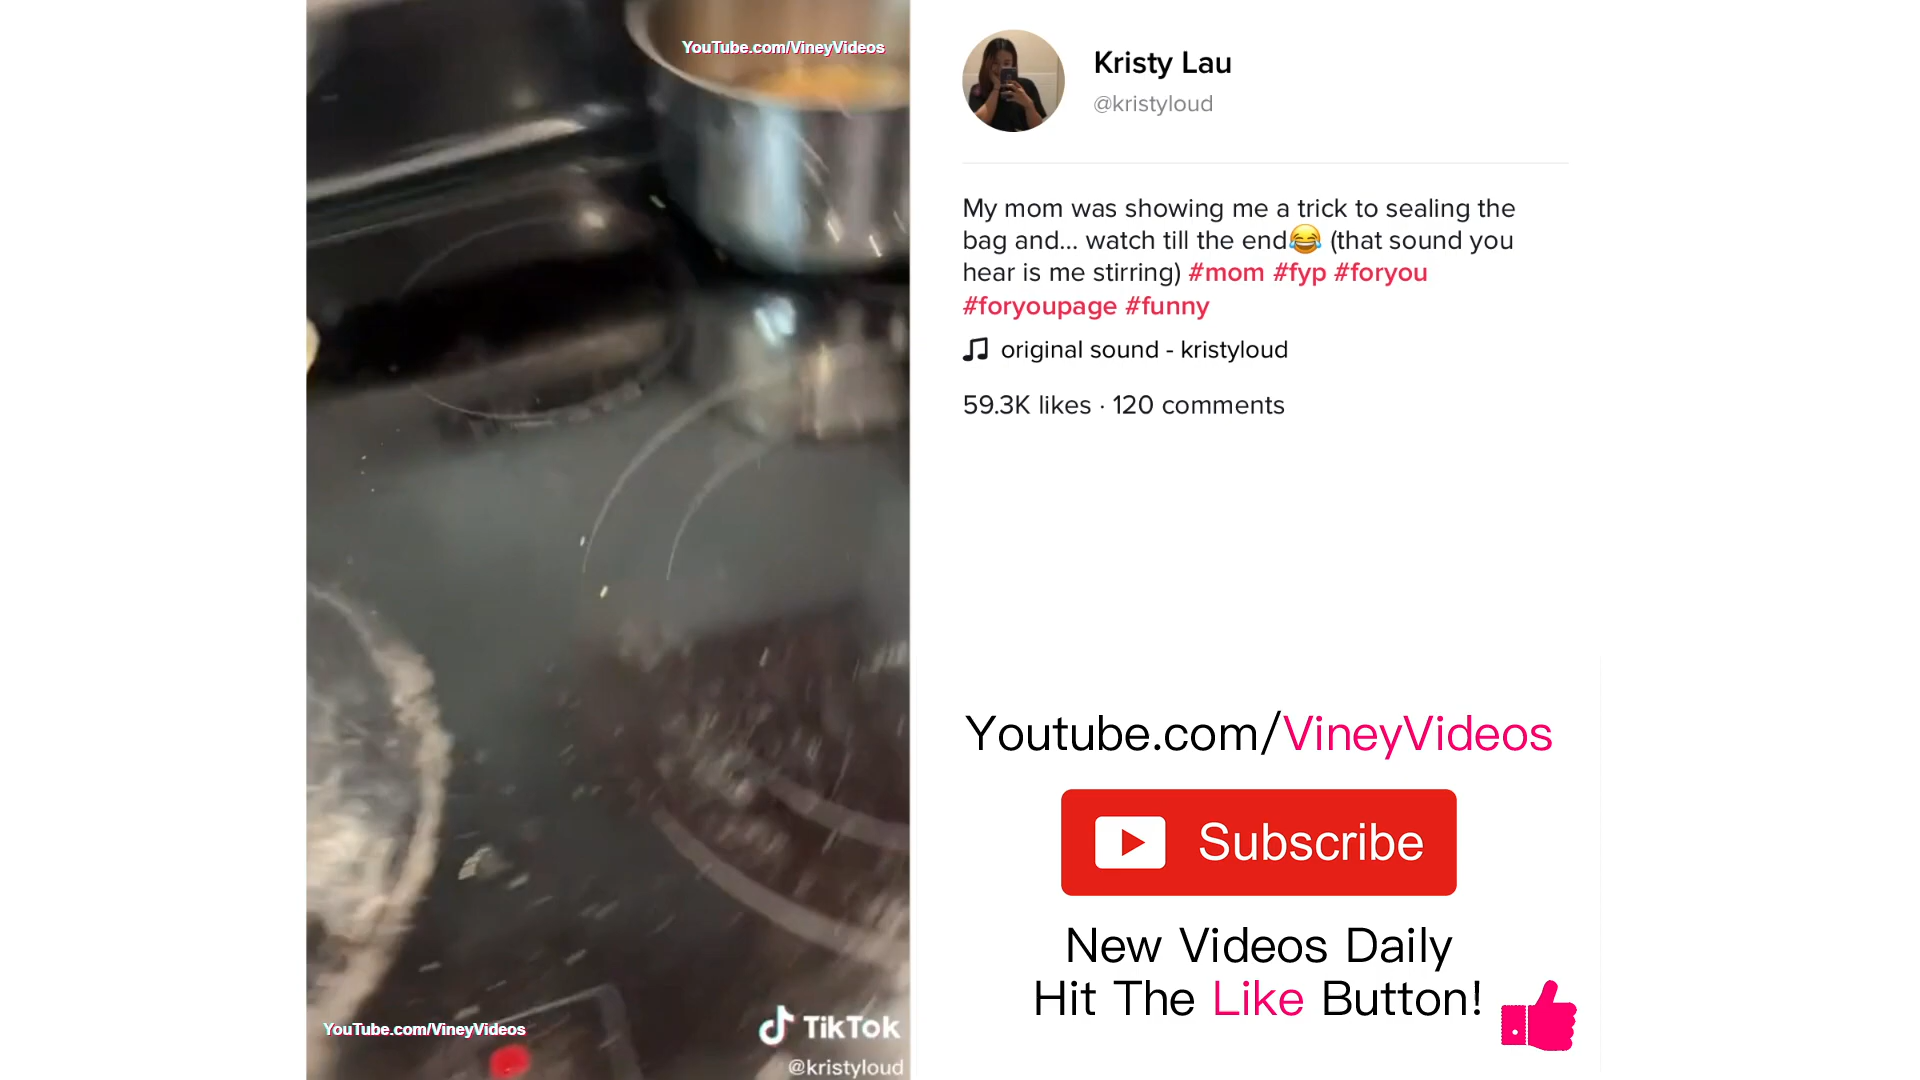 YouTube.com/VineyVideos
Kristy Lau
@kristyloud
My mom was showing me a trick to sealing the
bag and... watch till the end😂 (that sound you
hear is me stirring) #mom #fyp #foryou
#foryoupage #funny
original sound - kristyloud
59.3K likes · 120 comments
Youtube.com/VineyVideos
Subscribe
New Videos Daily
Hit The Like Button!
YouTube.com/VineyVideos
TikTok
@kristyloud